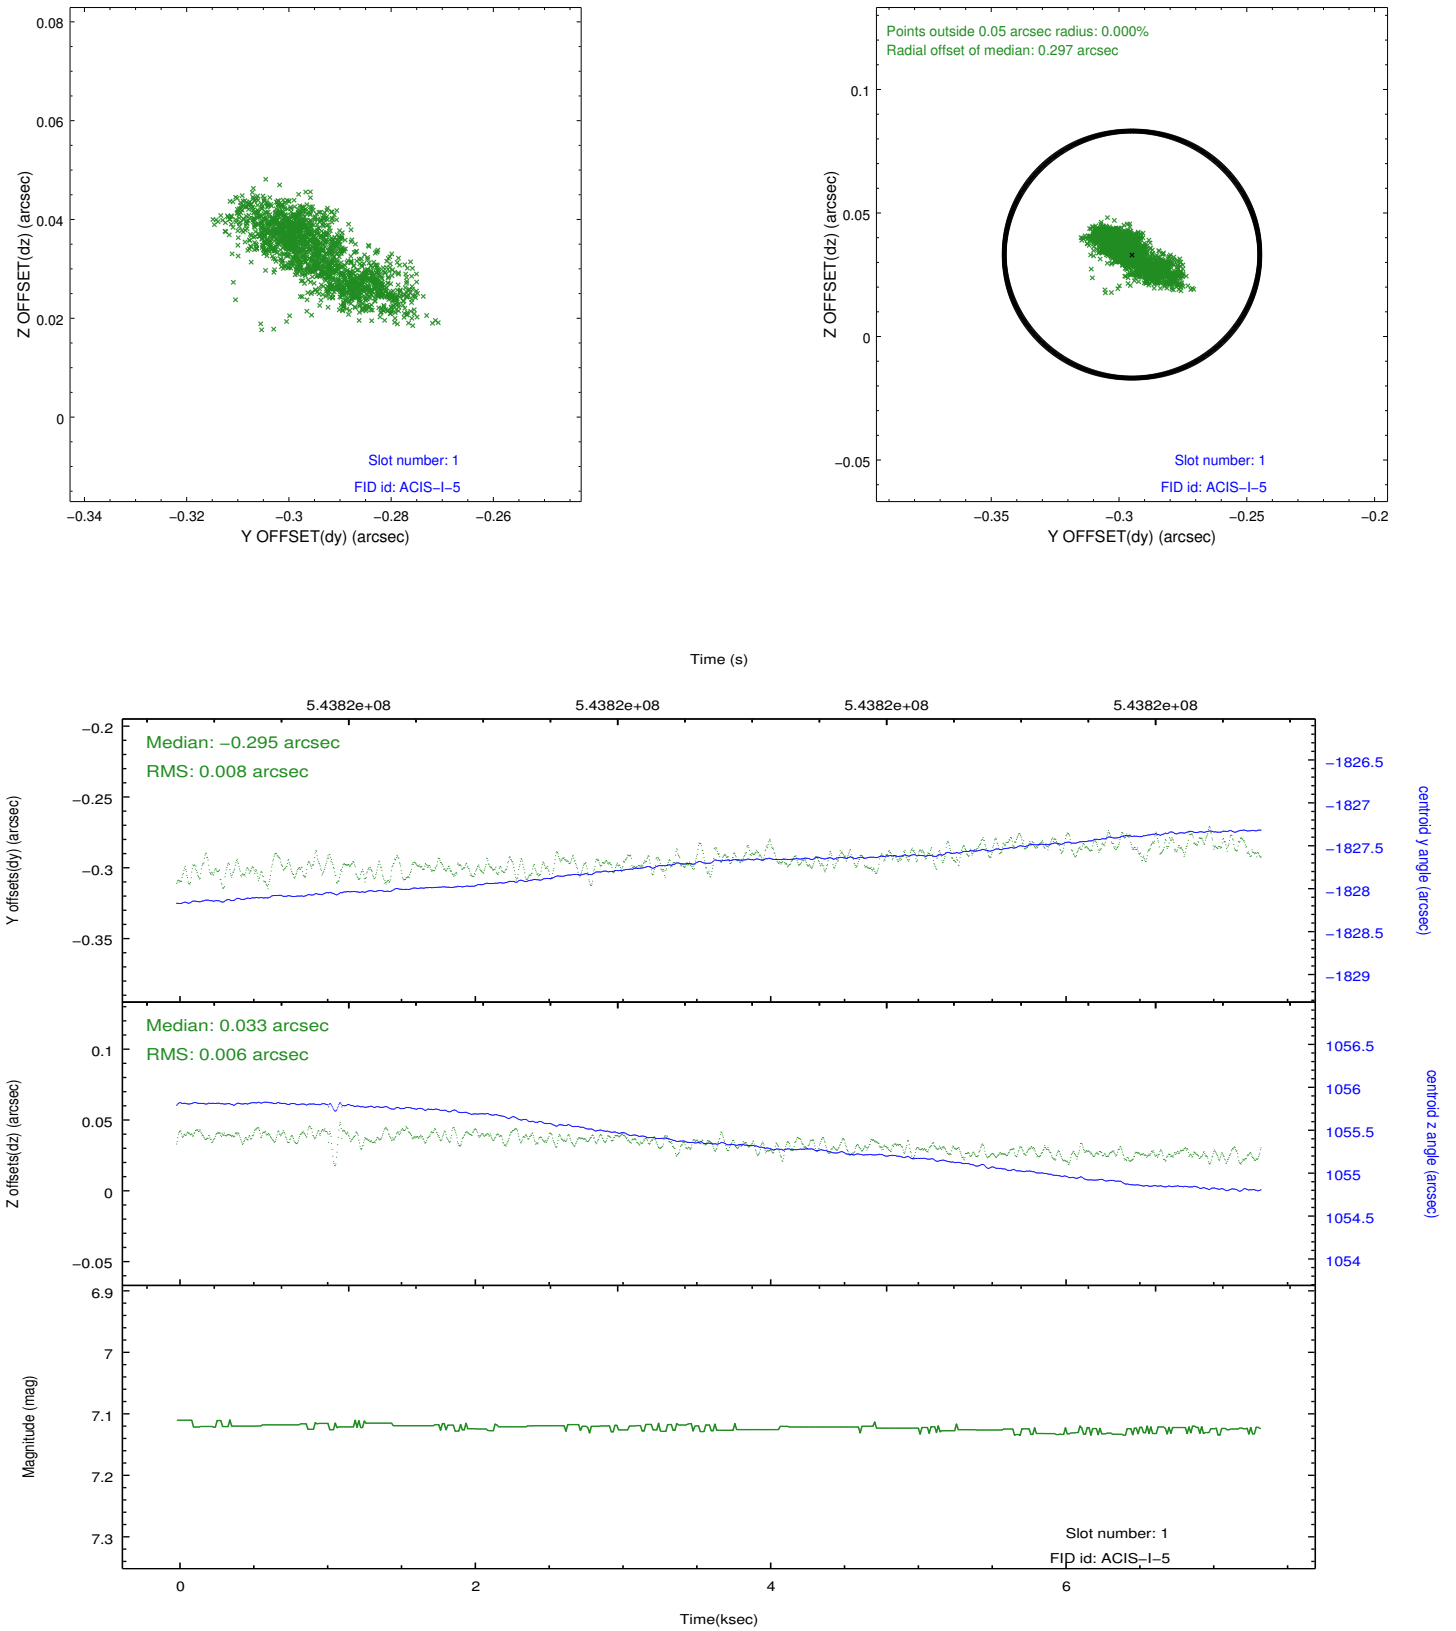 0.08
0.06
0.04
0.02
0
Z OFFSET(dz) (arcsec)
Slot number: 1
FID id: ACIS−I−5
−0.34
−0.32
−0.3
−0.28
−0.26
Y OFFSET(dy) (arcsec)
Points outside 0.05 arcsec radius: 0.000%
Radial offset of median: 0.297 arcsec
0.1
0.05
0
−0.05
Z OFFSET(dz) (arcsec)
Slot number: 1
FID id: ACIS−I−5
−0.35
−0.3
−0.25
−0.2
Y OFFSET(dy) (arcsec)
Time (s)
5.4382e+08
5.4382e+08
5.4382e+08
5.4382e+08
Median: −0.295 arcsec
RMS: 0.008 arcsec
−0.2
−0.25
−0.3
−0.35
Y offsets(dy) (arcsec)
−1826.5
−1827
−1827.5
−1828
−1828.5
−1829
centroid y angle (arcsec)
Median: 0.033 arcsec
RMS: 0.006 arcsec
0.1
0.05
0
−0.05
Z offsets(dz) (arcsec)
1056.5
1056
1055.5
1055
1054.5
1054
centroid z angle (arcsec)
6.9
7
7.1
7.2
7.3
Magnitude (mag)
Slot number: 1
FID id: ACIS−I−5
0
2
4
6
Time(ksec)